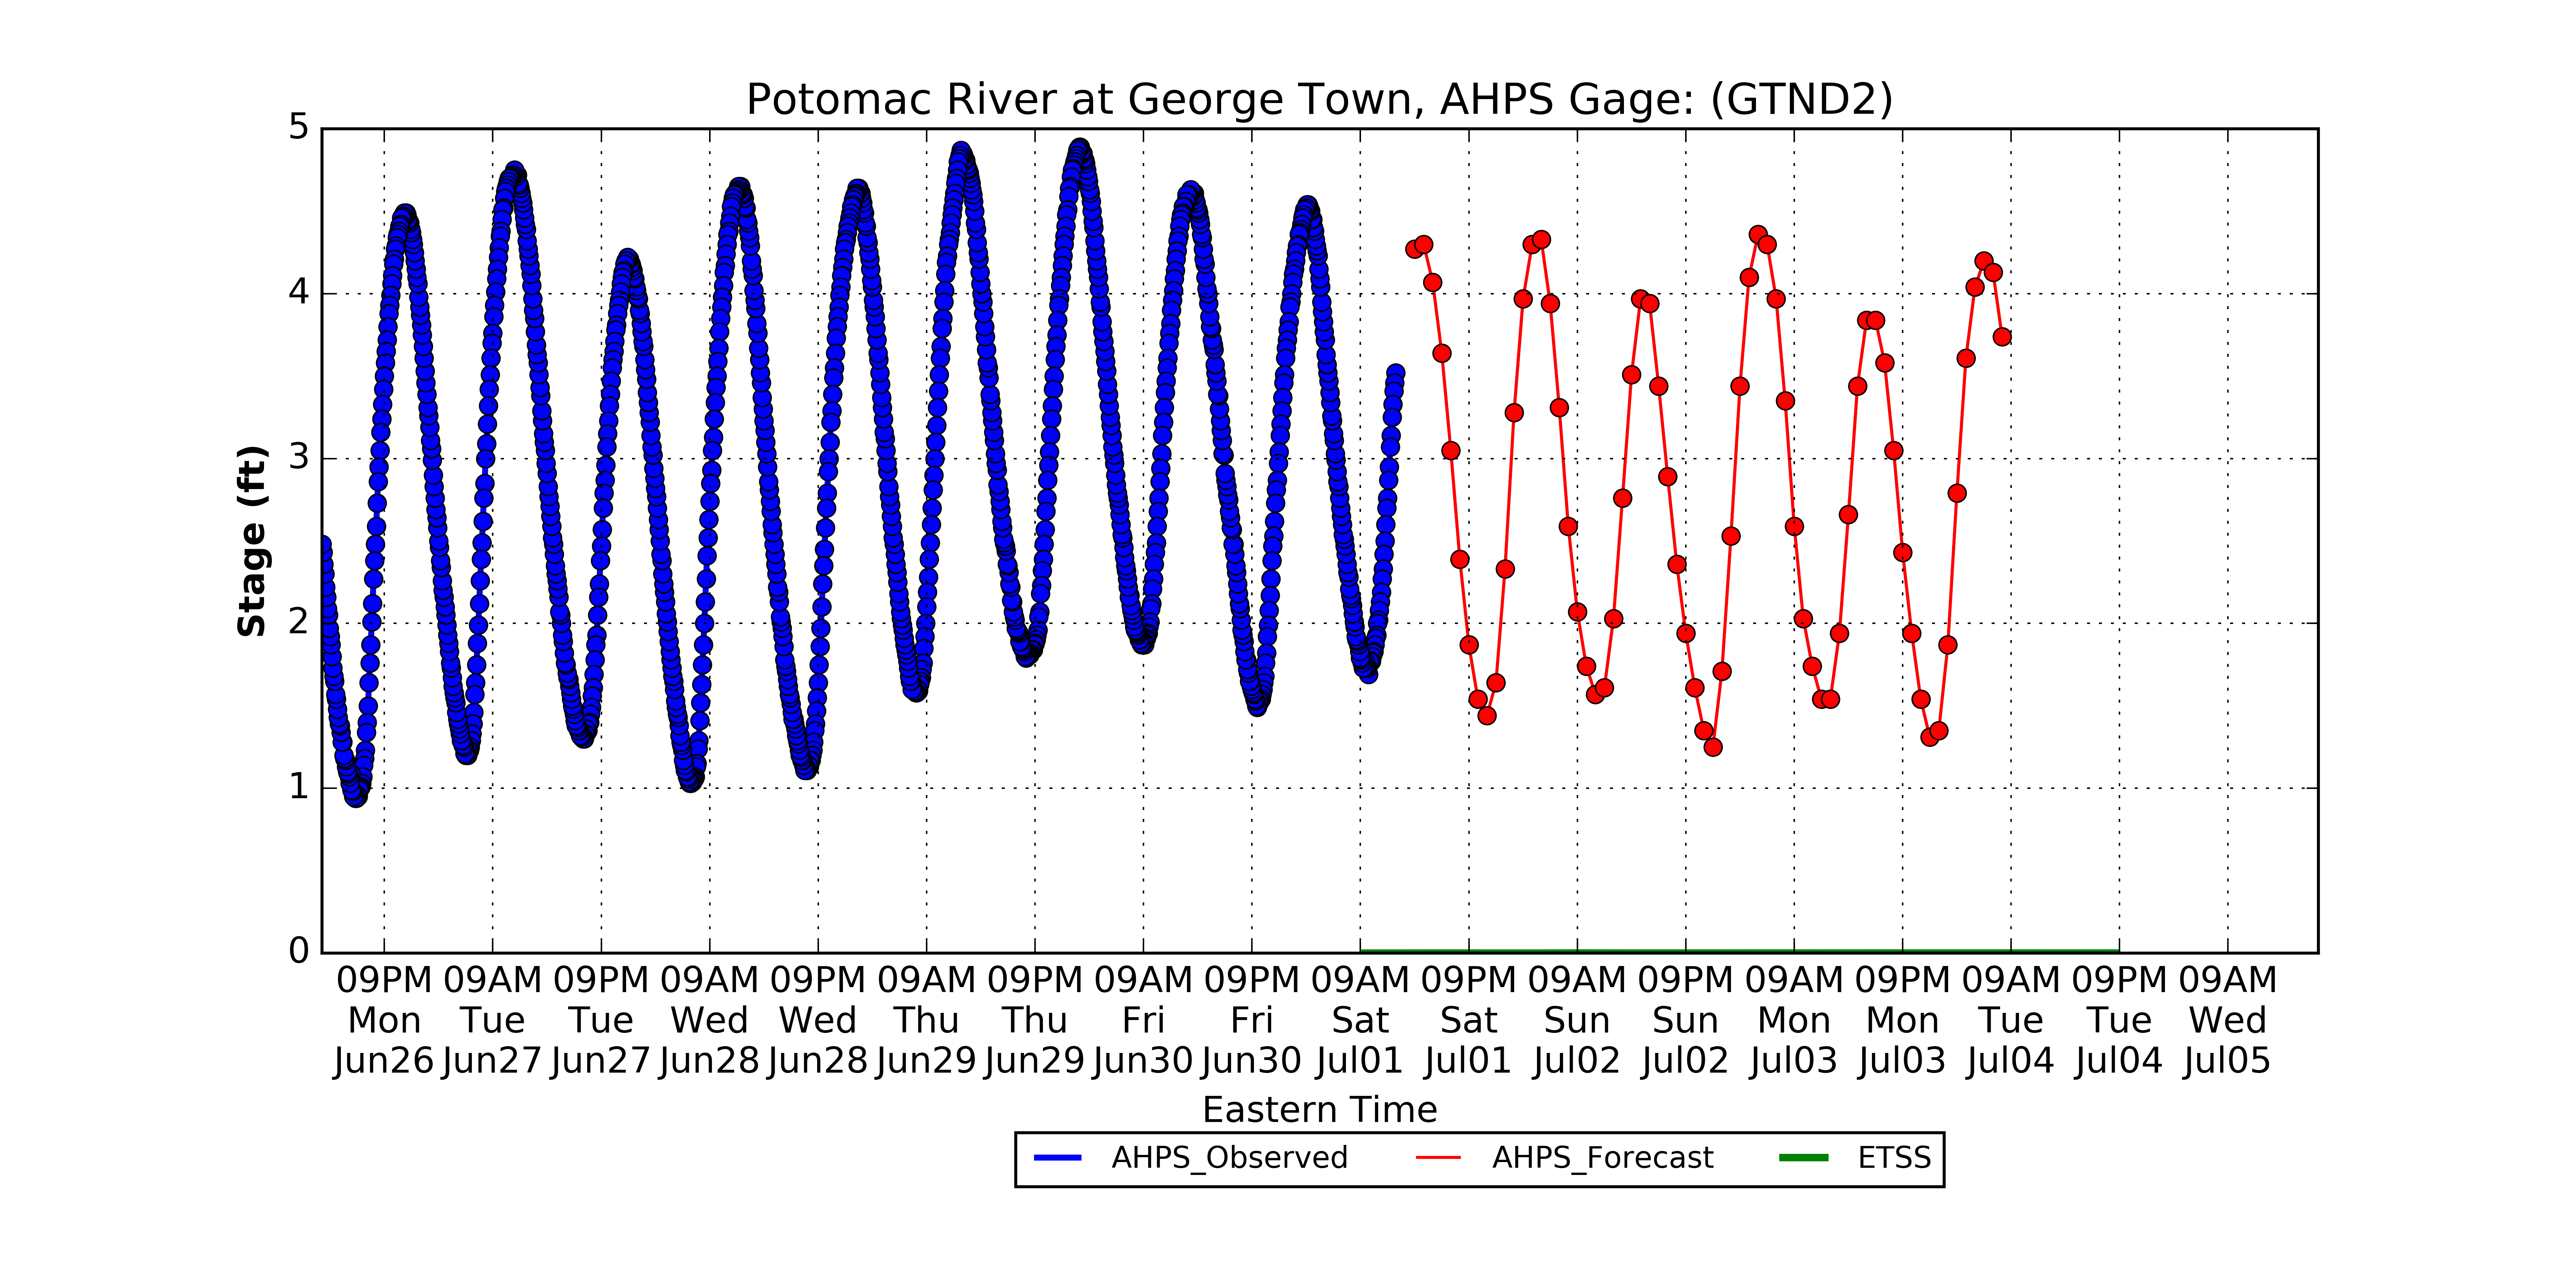 Potomac River at George Town, AHPS Gage: (GTND2)
5
4
3
2
1
0
Stage (ft)
09PM 09AM 09PM 09AM 09PM 09AM 09PM 09AM 09PM 09AM 09PM 09AM 09PM 09AM 09PM 09AM 09PM 09AM
Mon Tue Tue Wed Wed Thu Thu Fri Fri Sat Sat Sun Sun Mon Mon Tue Tue Wed
Jun26 Jun27 Jun27 Jun28 Jun28 Jun29 Jun29 Jun30 Jun30 Jul01 Jul01 Jul02 Jul02 Jul03 Jul03 Jul04 Jul04 Jul05
Eastern Time
AHPS_Observed AHPS_Forecast ETSS